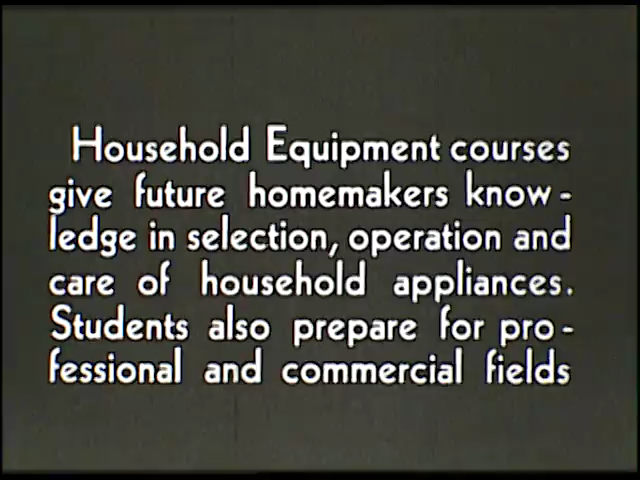 Household Equipment courses
give future homemakers know-
ledge in selection, operation and
care of household appliances.
Students also prepare for pro-
fessional and commercial fields